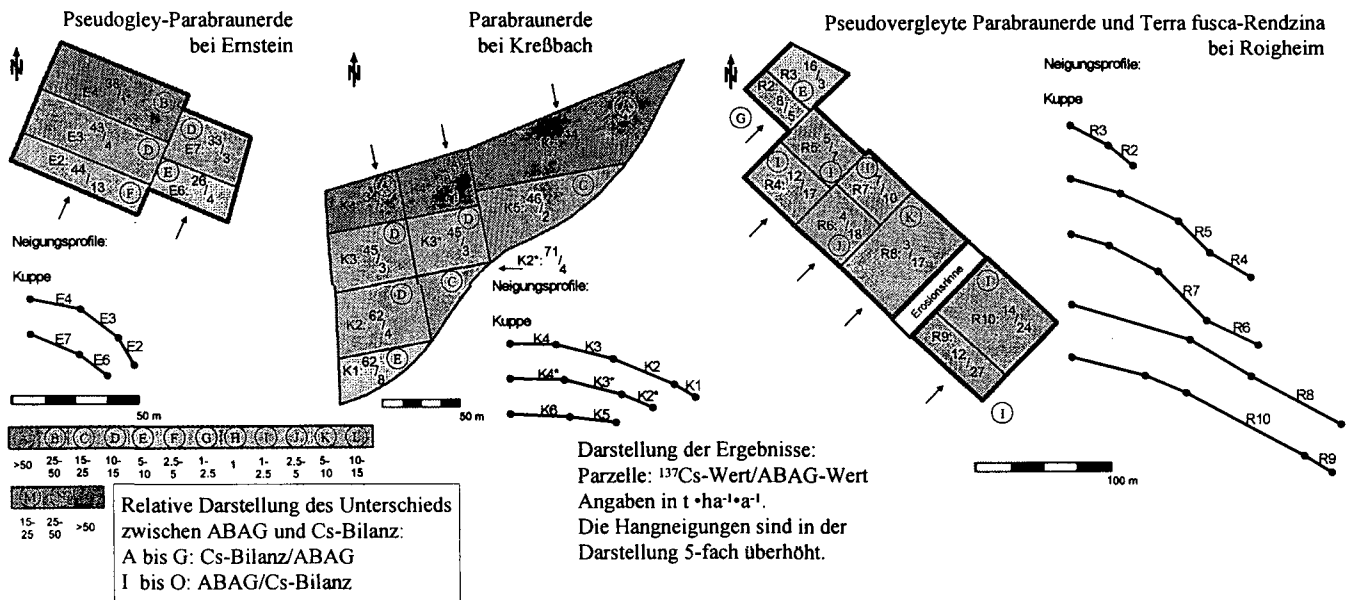 Pseudogley-Parabraunerde
bei Ernstein
N
E4:
B
E3: 43/4
D
E2: 44/13
F
D
E7: 33/3
E
E6: 26/4
Neigungsprofile:
Kuppe
E4
E3
E2
E7
E6
50 m
Parabraunerde
bei Kreßbach
N
K3: 45/3
D
K3*: 45/3
D
K5: 46/2
C
K2: 62/4
D
C
K2*: 71/4
K1: 62/8
E
Neigungsprofile:
Kuppe
K4
K3
K2
K1
K4*
K3*
K2*
K6
K5
50 m
Pseudovergleyte Parabraunerde und Terra fusca-Rendzina
bei Roigheim
N
R3: 16/3
E
R2: 8/5
G
R5: 5/7
I
R4: 12/17
I
H
R7:
R6: 4/18
J
K
R8: 3/17
Erosionsrinne
I
R10: 14/24
R9: 12/27
I
Neigungsprofile:
Kuppe
R3
R2
R5
R4
R7
R6
R8
R10
R9
100 m
B C D E F G H I J K L
>50 25-50 15-25 10-15 5-10 2.5-5 1-2.5 1 1-2.5 2.5-5 5-10 10-15
15-25 25-50 >50
Relative Darstellung des Unterschieds
zwischen ABAG und Cs-Bilanz:
A bis G: Cs-Bilanz/ABAG
I bis O: ABAG/Cs-Bilanz
Darstellung der Ergebnisse:
Parzelle: ¹³⁷Cs-Wert/ABAG-Wert
Angaben in t •ha⁻¹•a⁻¹.
Die Hangneigungen sind in der
Darstellung 5-fach überhöht.